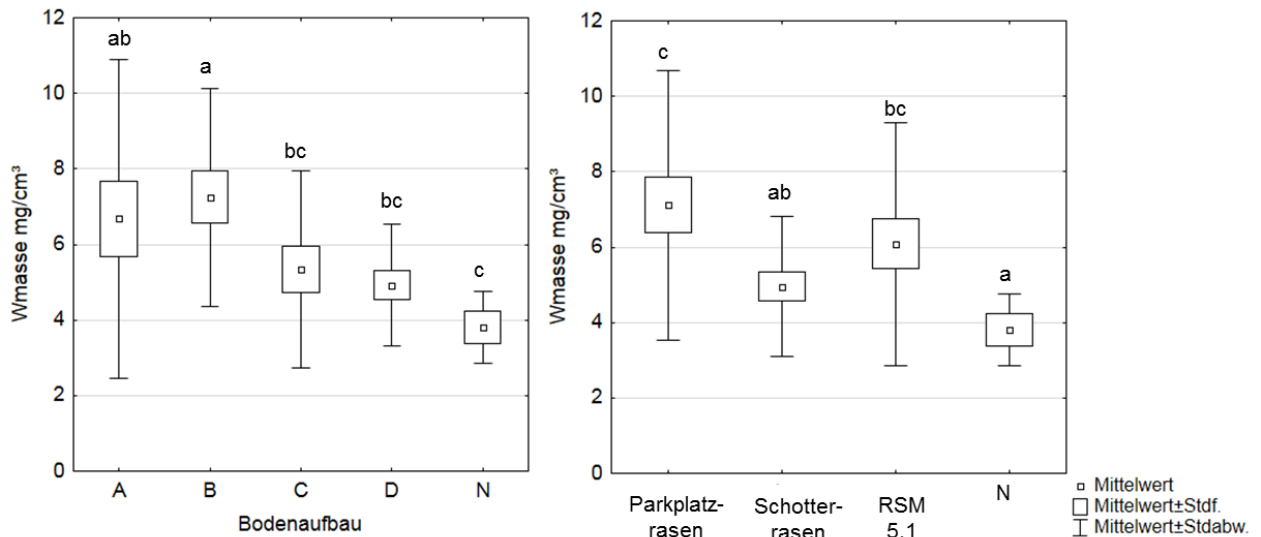 12
10
8
6
4
2
0
Wmasse mg/cm³
ab
a
bc
bc
c
A B C D N
Bodenaufbau
12
10
8
6
4
2
0
Wmasse mg/cm³
c
ab
bc
a
Parkplatz-
rasen
Schotter-
rasen
RSM
5.1
N
Mittelwert
Mittelwert±Stdf.
Mittelwert±Stdabw.